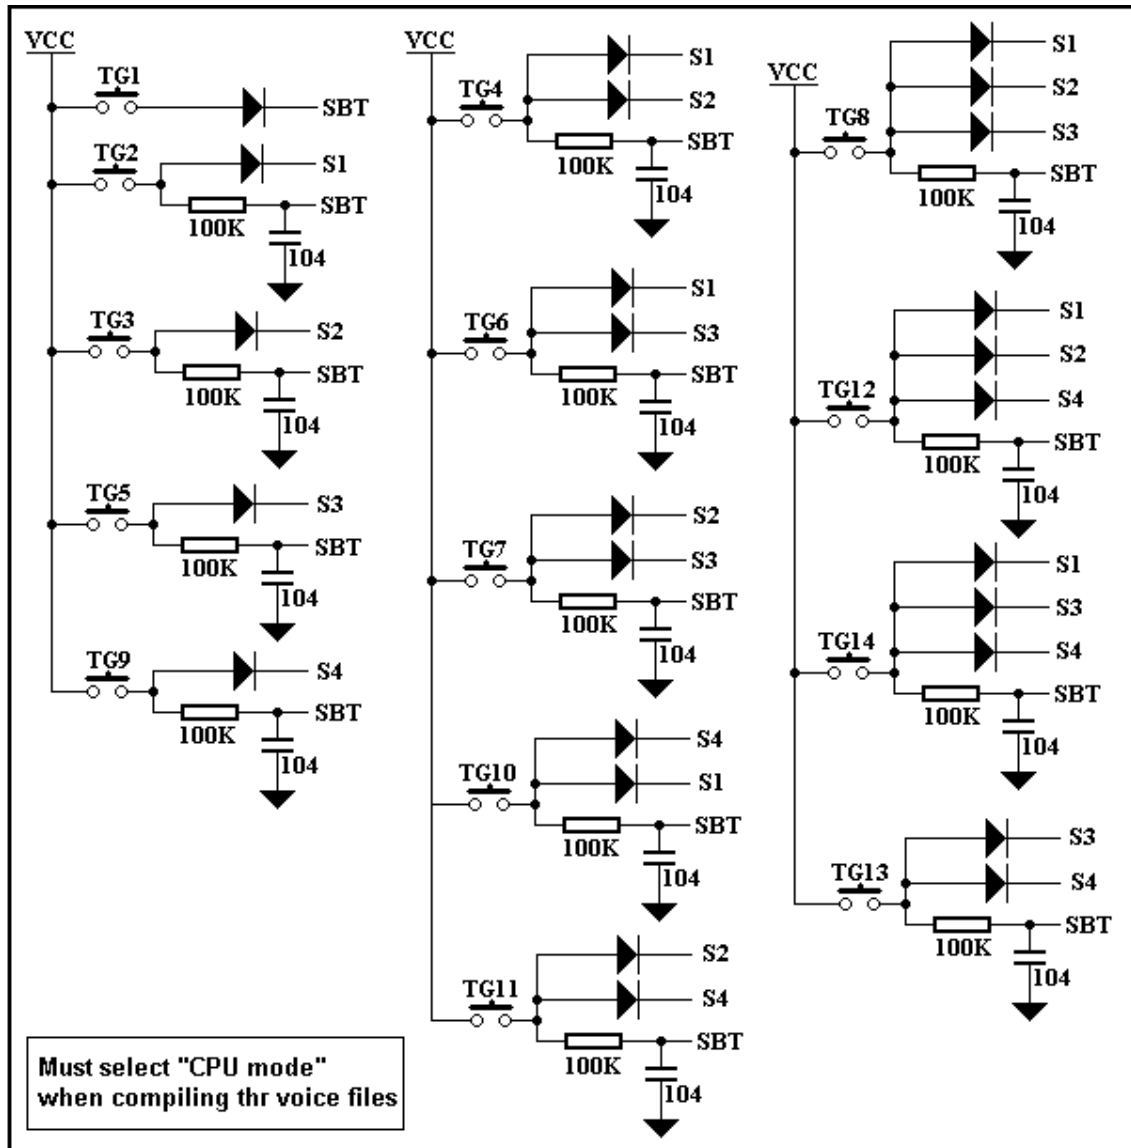 VCC
TG1
SBT
TG2
S1
SBT
100K
104
TG3
S2
SBT
100K
104
TG5
S3
SBT
100K
104
TG9
S4
SBT
100K
104
VCC
TG4
S1
S2
SBT
100K
104
TG6
S1
S3
SBT
100K
104
TG7
S2
S3
SBT
100K
104
TG10
S4
S1
SBT
100K
104
TG11
S2
S4
SBT
100K
104
VCC
TG8
S1
S2
S3
SBT
100K
104
TG12
S1
S2
S4
SBT
100K
104
TG14
S1
S3
S4
SBT
100K
104
TG13
S3
S4
SBT
100K
104
Must select "CPU mode"
when compiling thr voice files